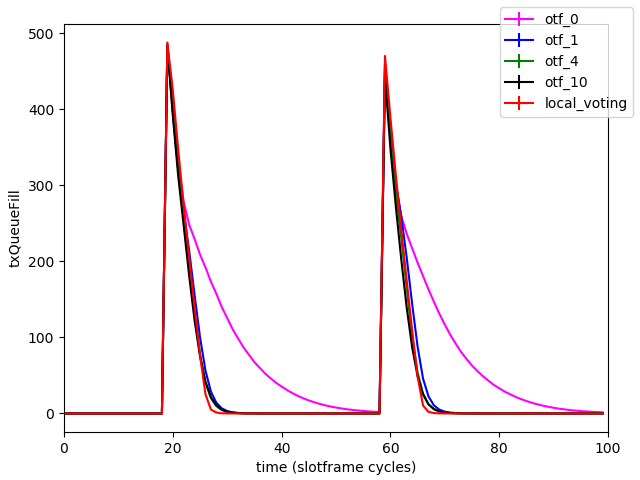 otf_0
otf_1
otf_4
otf_10
local_voting
500
400
300
200
100
0
txQueueFill
0 20 40 60 80 100
time (slotframe cycles)